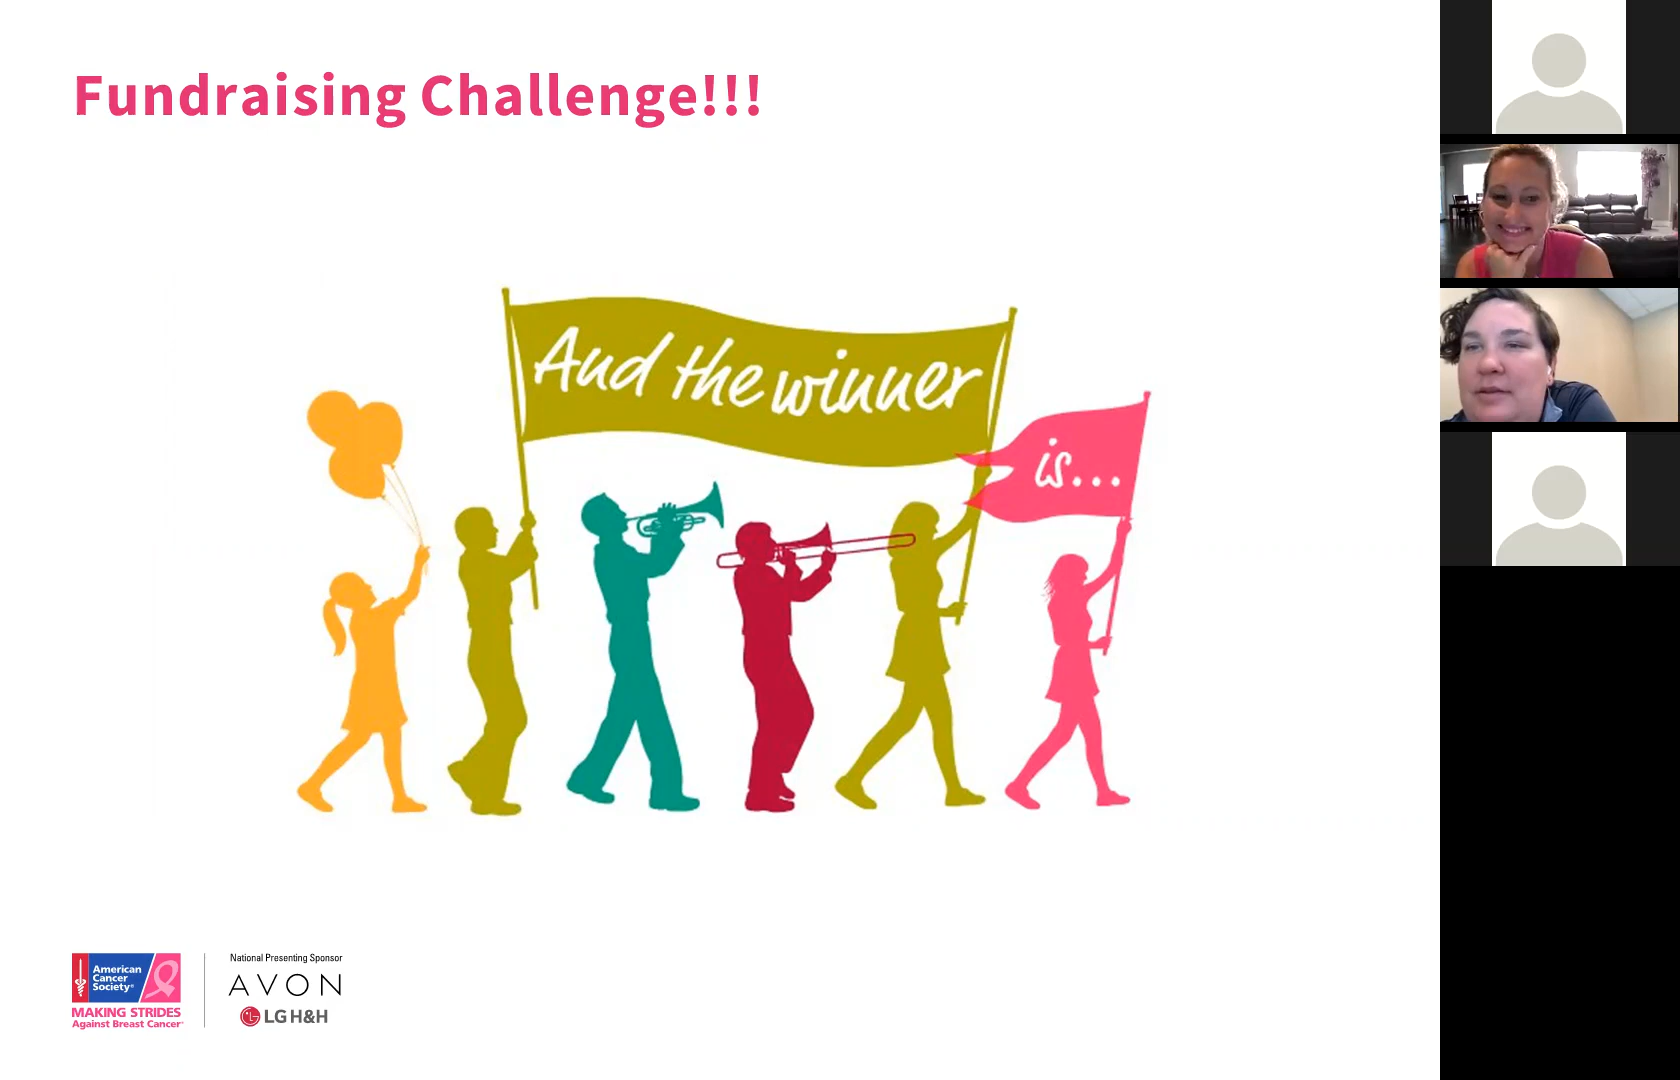 Fundraising Challenge!!!
And the winner
is...
American
Cancer
Society®
MAKING STRIDES
Against Breast Cancer
National Presenting Sponsor
AVON
LG H&H